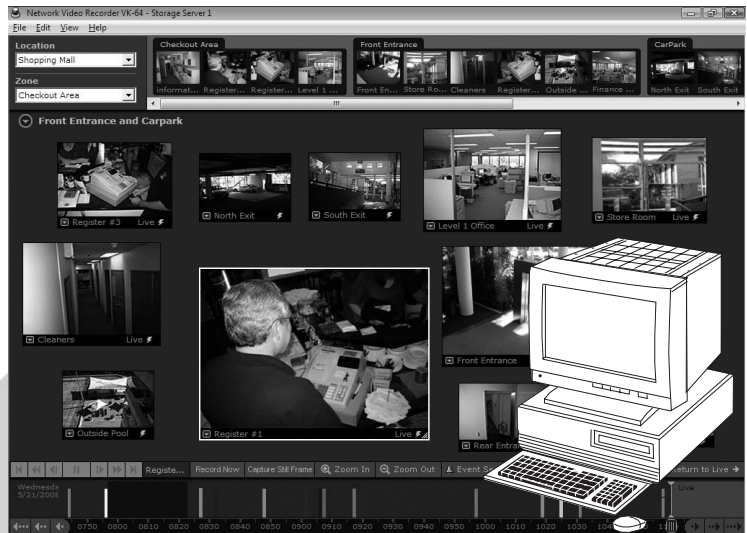 Network Video Recorder VK-64 - Storage Server 1
File Edit View Help
Location
Shopping Mall
Zone
Checkout Area
Checkout Area
informat... Register... Register... Level 1 ...
Front Entrance
Front En... Store Ro... Cleaners Register... Outside ... Finance ...
CarPark
North Exit South Exit
Front Entrance and Carpark
Register #3 Live
North Exit
South Exit
Level 1 Office Live
Store Room Live
Cleaners Live
Register #1 Live
Front Entrance
Outside Pool
Rear Entra
Registe... Record Now Capture Still Frame Zoom In Zoom Out Event Se Return to Live
Wednesda
5/21/2008
Live
0750 0800 0810 0820 0830 0840 0850 0900 0910 0920 0930 0940 0950 1000 1010 1020 1030 104